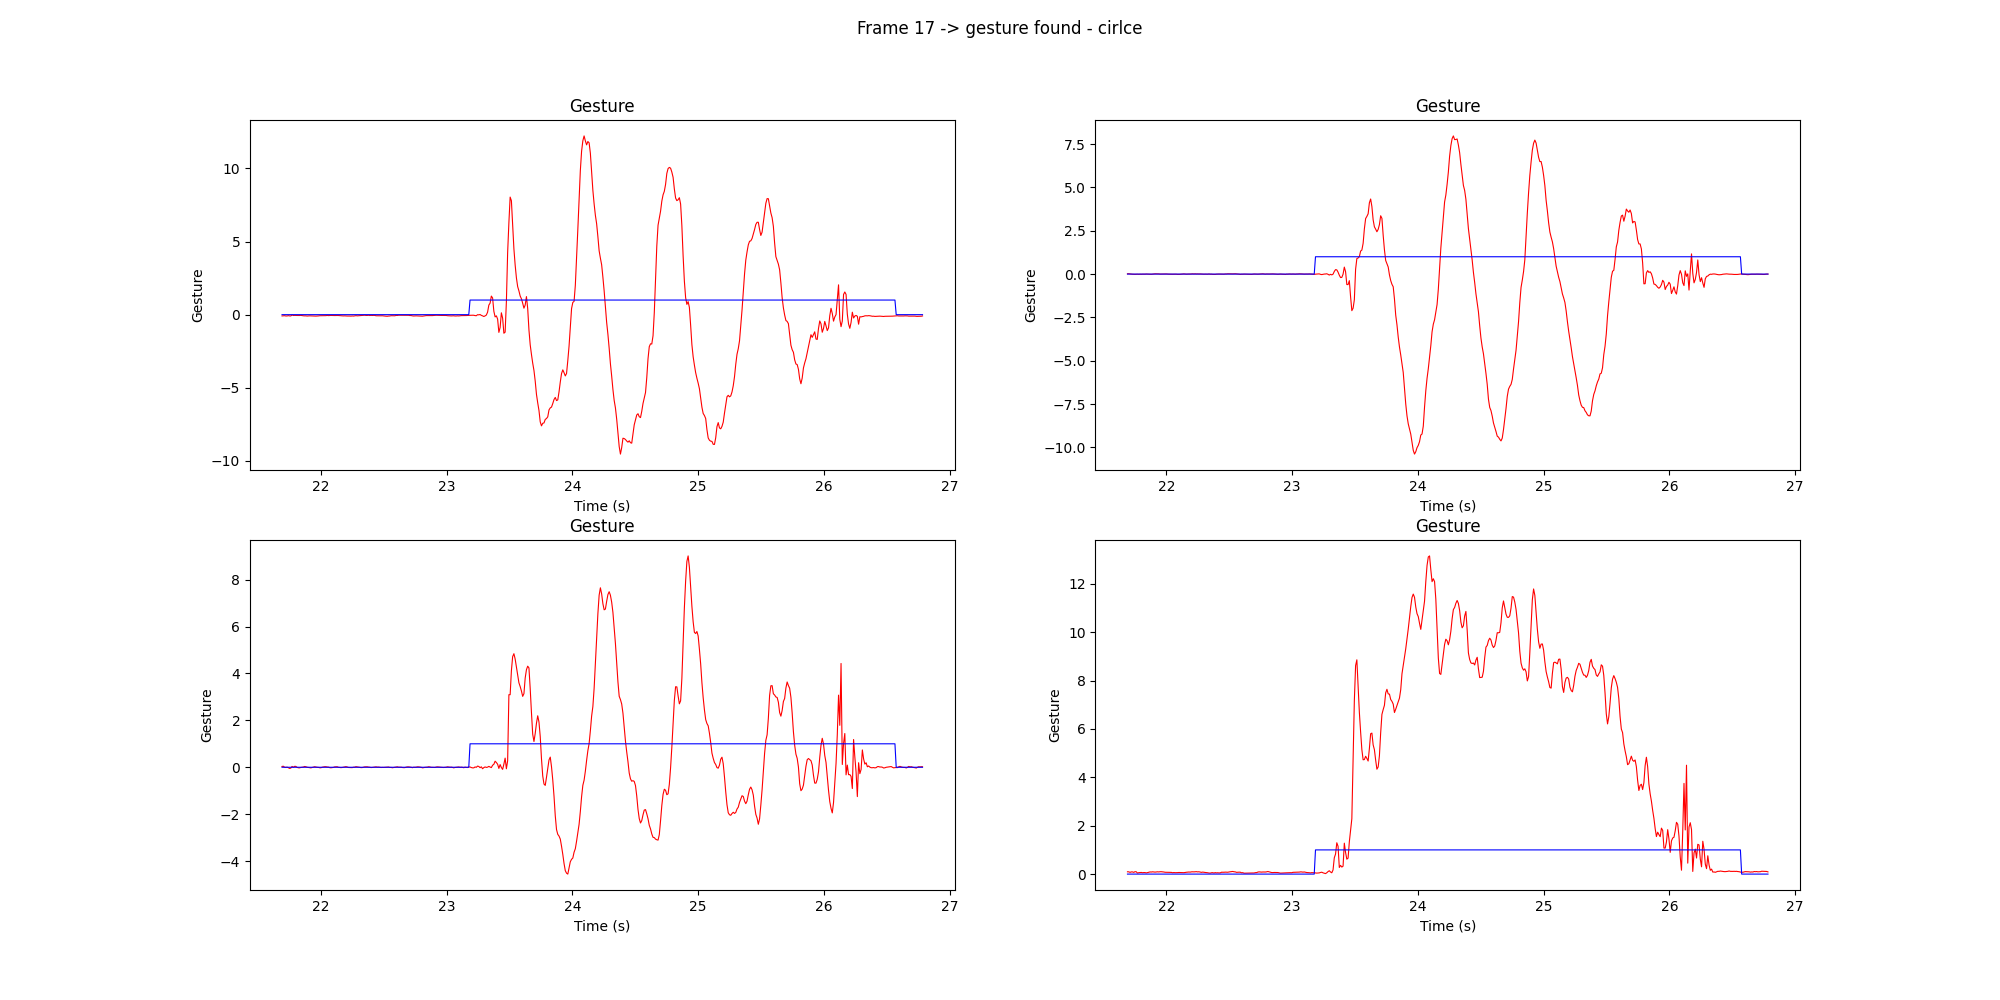 Frame 17 -> gesture found - cirlce
Gesture
Gesture
10
5
0
−5
−10
22 23 24 25 26 27
Time (s)
Gesture
Gesture
7.5
5.0
2.5
0.0
−2.5
−5.0
−7.5
−10.0
22 23 24 25 26 27
Time (s)
Gesture
Gesture
8
6
4
2
0
−2
−4
22 23 24 25 26 27
Time (s)
Gesture
Gesture
12
10
8
6
4
2
0
22 23 24 25 26 27
Time (s)